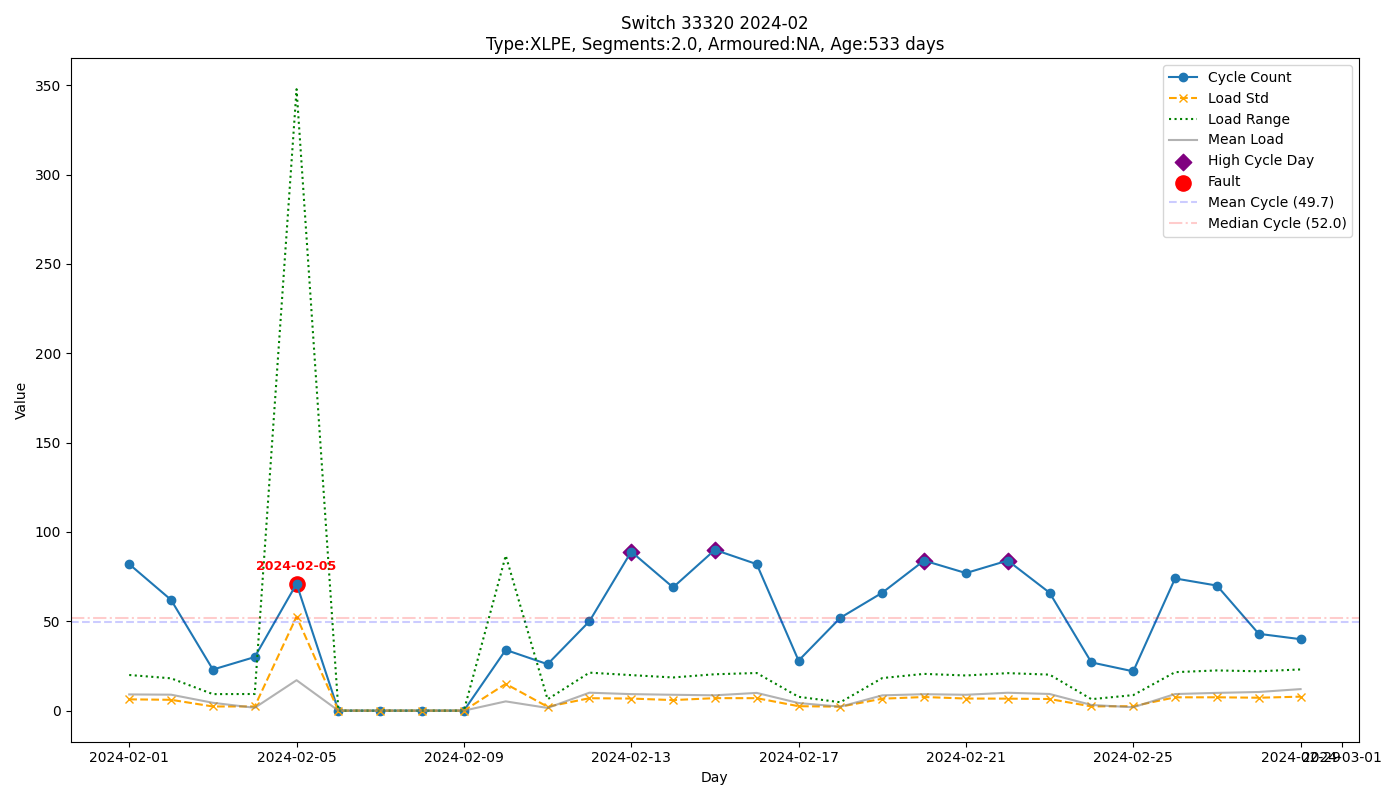 Switch 33320 2024-02
Type:XLPE, Segments:2.0, Armoured:NA, Age:533 days
350
300
250
200
150
100
50
0
Value
Cycle Count
Load Std
Load Range
Mean Load
High Cycle Day
Fault
Mean Cycle (49.7)
Median Cycle (52.0)
2024-02-05
2024-02-01
2024-02-05
2024-02-09
2024-02-13
2024-02-17
2024-02-21
2024-02-25
2024-02-29
2024-03-01
Day